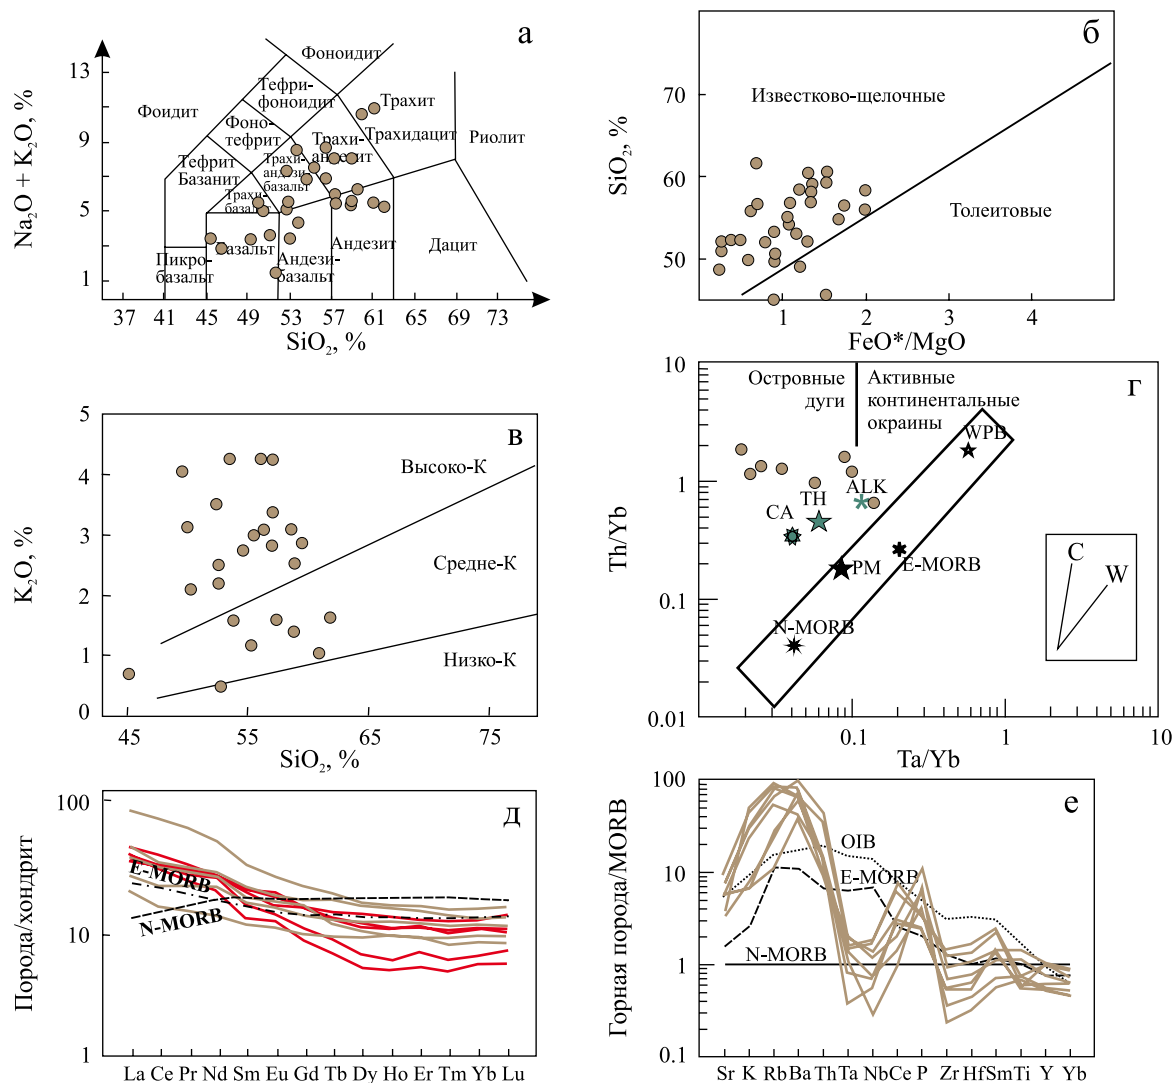 а
Na₂O + K₂O, %
13
9
5
1
Фоноидит
Тефри-
фоноидит
Трахит
Фоидит
Фоно-
тефрит
Трахи-
андезит
Трахидацит
Риолит
Тефрит
Базанит
Трахи-
андези
базальт
Трахи-
базальт
Пикро-
базальт
Базальт
Андези-
базальт
Андезит
Дацит
37 41 45 49 53 57 61 65 69 73
SiO₂, %
б
SiO₂, %
70
60
50
Известково-щелочные
Толеитовые
1 2 3 4
FeO*/MgO
в
K₂O, %
5
4
3
2
1
0
Высоко-К
Средне-К
Низко-К
45 55 65 75
SiO₂, %
г
Th/Yb
10
1
0.1
0.01
Островные
дуги
Активные
континентальные
окраины
WPB
ALK
TH
CA
E-MORB
PM
N-MORB
C
W
0.1 1 10
Ta/Yb
д
Порода/хондрит
100
10
1
E-MORB
N-MORB
La Ce Pr Nd Sm Eu Gd Tb Dy Ho Er Tm Yb Lu
е
Горная порода/MORB
100
10
1
0.1
OIB
E-MORB
N-MORB
Sr K Rb Ba Th Ta Nb Ce P Zr Hf Sm Ti Y Yb